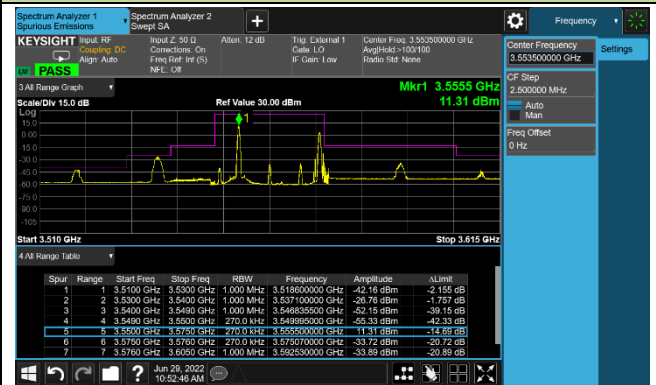 Spectrum Analyzer 1
Spurious Emissions
Spectrum Analyzer 2
Swept SA
Frequency
KEYSIGHT
Input: RF
Coupling: DC
Align: Auto
Input Z: 50 Ω
Corrections: On
Freq Ref: Int (S)
NFE: Off
Atten: 12 dB
Trig: External 1
Gate: LO
IF Gain: Low
Center Freq: 3.553500000 GHz
Avg|Hold:>100/100
Radio Std: None
PASS
Center Frequency
3.553500000 GHz
Settings
CF Step
2.500000 MHz
Auto
Man
Freq Offset
0 Hz
3 All Range Graph
Mkr1 3.5555 GHz
11.31 dBm
Scale/Div 15.0 dB
Ref Value 30.00 dBm
Log
15.0
0.00
-15.0
-30.0
-45.0
-60.0
-75.0
-90.0
-105
1
Start 3.510 GHz
Stop 3.615 GHz
4 All Range Table
Spur Range Start Freq Stop Freq RBW Frequency Amplitude ΔLimit
1 1 3.5100 GHz 3.5300 GHz 1.000 MHz 3.518600000 GHz -42.16 dBm -2.155 dB
2 2 3.5300 GHz 3.5400 GHz 1.000 MHz 3.537100000 GHz -26.76 dBm -1.757 dB
3 3 3.5400 GHz 3.5490 GHz 1.000 MHz 3.546835500 GHz -52.15 dBm -39.15 dB
4 4 3.5490 GHz 3.5500 GHz 270.0 kHz 3.549995000 GHz -55.33 dBm -42.33 dB
5 5 3.5500 GHz 3.5750 GHz 270.0 kHz 3.555500000 GHz 11.31 dBm -14.69 dB
6 6 3.5750 GHz 3.5760 GHz 270.0 kHz 3.575070000 GHz -33.72 dBm -20.72 dB
7 7 3.5760 GHz 3.6050 GHz 1.000 MHz 3.592530000 GHz -33.89 dBm -20.89 dB
?
Jun 29, 2022
10:52:46 AM